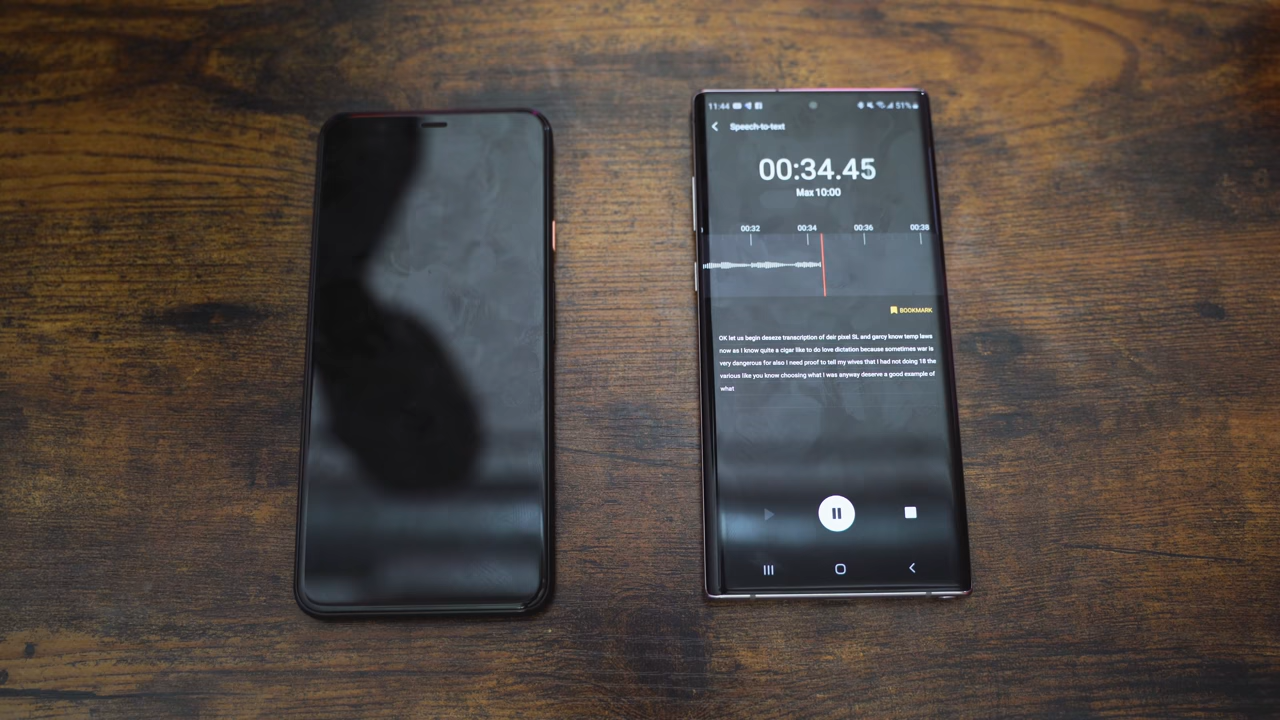 11:44 51%
Speech-to-text
00:34.45
Max 10:00
00:32 00:34 00:36 00:38
BOOKMARK
OK let us begin deseze transcription of deir pixel SL and garcy know temp laws
now as I know quite a cigar like to do love dictation because sometimes war is
very dangerous for also I need proof to tell my wives that I had not doing 18 the
various like you know choosing what I was anyway deserve a good example of
what